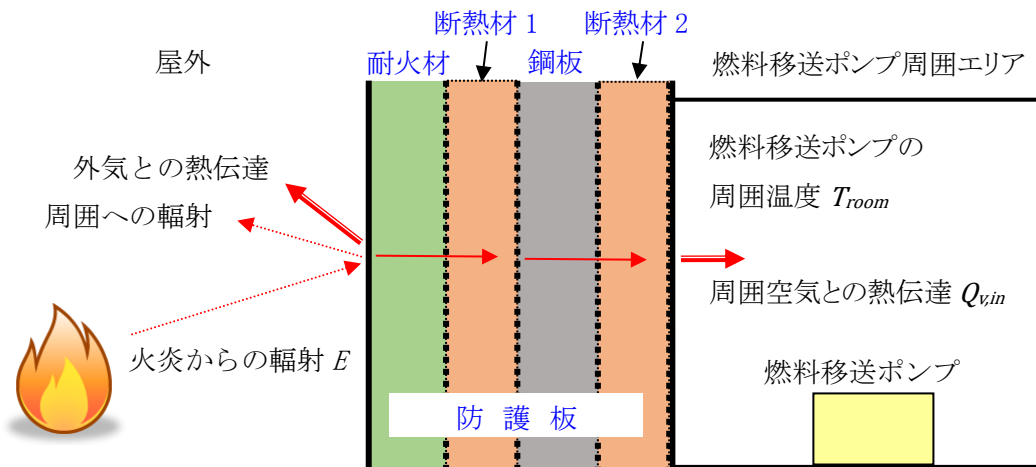 断熱材 1
断熱材 2
屋外
耐火材
鋼板
燃料移送ポンプ周囲エリア
外気との熱伝達
周囲への輻射
燃料移送ポンプの
周囲温度 Troom
周囲空気との熱伝達 Qv,in
火炎からの輻射 E
燃料移送ポンプ
防 護 板